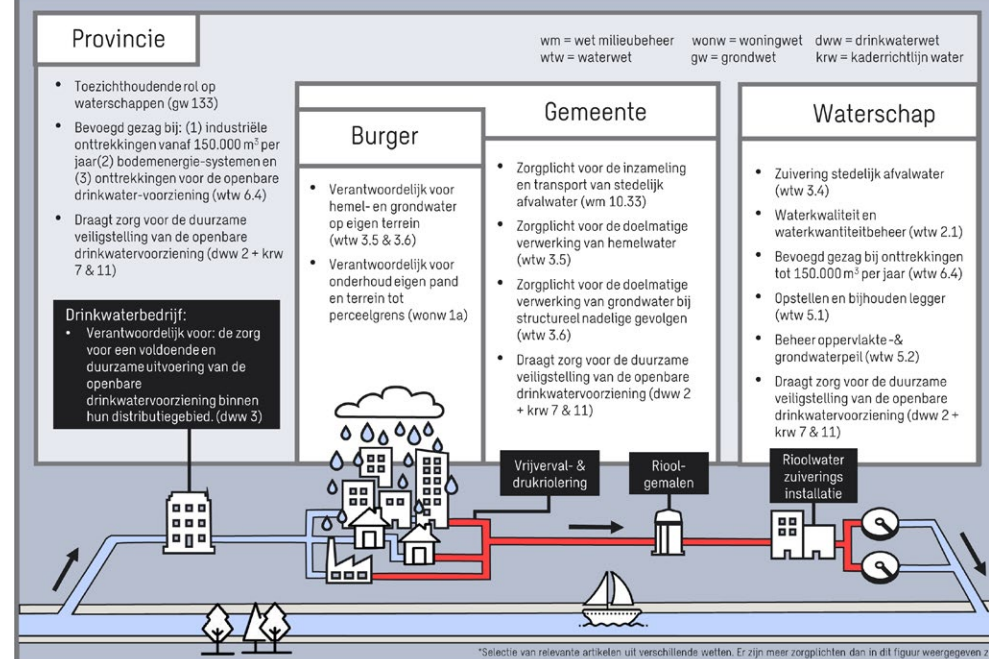 Provincie
wm = wet milieubeheer wonw = woningwet dww = drinkwaterwet
wtw = waterwet gw = grondwet krw = kaderrichtlijn water
• Toezichthoudende rol op
waterschappen (gw 133)
• Bevoegd gezag bij: (1) industriële
onttrekkingen vanaf 150.000 m³ per
jaar(2) bodemenergie-systemen en
(3) onttrekkingen voor de openbare
drinkwater-voorziening (wtw 6.4)
• Draagt zorg voor de duurzame
veiligstelling van de openbare
drinkwatervoorziening (dww 2 + krw
7 & 11)
Drinkwaterbedrijf:
• Verantwoordelijk voor: de zorg
voor een voldoende en
duurzame uitvoering van de
openbare
drinkwatervoorziening binnen
hun distributiegebied. (dww 3)
Burger
• Verantwoordelijk voor
hemel- en grondwater
op eigen terrein
(wtw 3.5 & 3.6)
• Verantwoordelijk voor
onderhoud eigen pand
en terrein tot
perceelgrens (wonw 1a)
Gemeente
• Zorgplicht voor de inzameling
en transport van stedelijk
afvalwater (wm 10.33)
• Zorgplicht voor de doelmatige
verwerking van hemelwater
(wtw 3.5)
• Zorgplicht voor de doelmatige
verwerking van grondwater bij
structureel nadelige gevolgen
(wtw 3.6)
• Draagt zorg voor de duurzame
veiligstelling van de openbare
drinkwatervoorziening (dww 2
+ krw 7 & 11)
Waterschap
• Zuivering stedelijk afvalwater
(wtw 3.4)
• Waterkwaliteit en
waterkwantiteitbeheer (wtw 2.1)
• Bevoegd gezag bij onttrekkingen
tot 150.000 m³ per jaar (wtw 6.4)
• Opstellen en bijhouden legger
(wtw 5.1)
• Beheer oppervlakte -&
grondwaterpeil (wtw 5.2)
• Draagt zorg voor de duurzame
veiligstelling van de openbare
drinkwatervoorziening (dww 2 +
krw 7 & 11)
Vrijverval- &
drukriolering
Riool-
gemalen
Rioolwater
zuiverings
installatie
*Selectie van relevante artikelen uit verschillende wetten. Er zijn meer zorgplichten dan in dit figuur weergegeven z